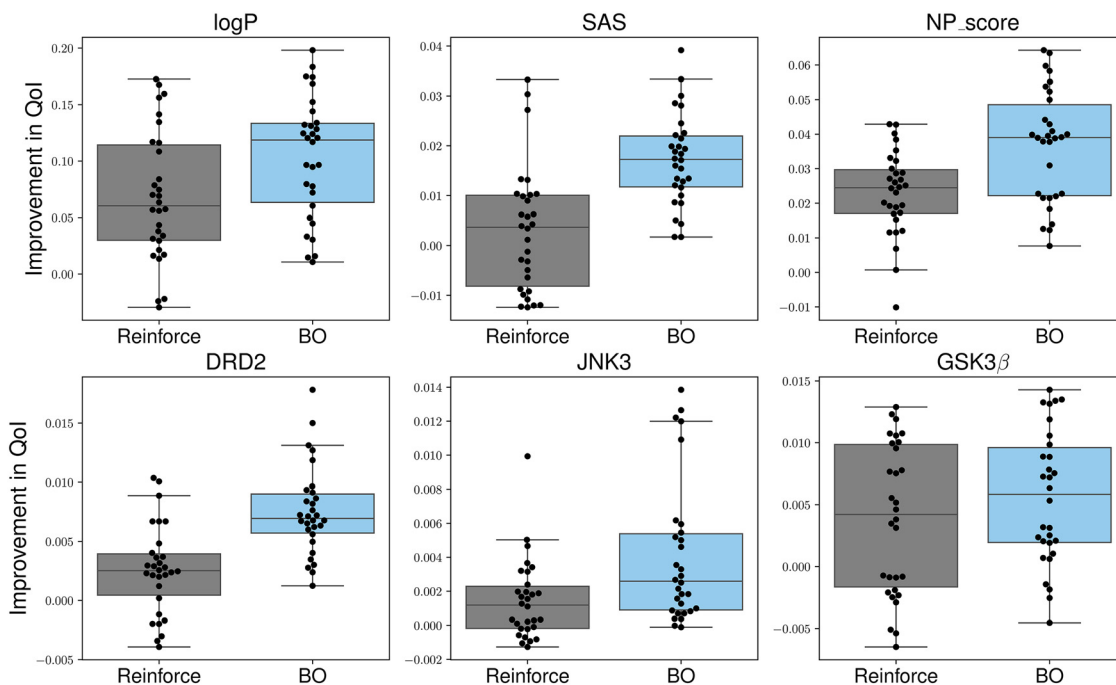 logP
SAS
NP_score
Improvement in QoI
0.20
0.15
0.10
0.05
0.00
0.04
0.03
0.02
0.01
0.00
−0.01
0.06
0.05
0.04
0.03
0.02
0.01
0.00
−0.01
Reinforce
BO
Reinforce
BO
Reinforce
BO
DRD2
JNK3
GSK3β
Improvement in QoI
0.015
0.010
0.005
0.000
−0.005
0.014
0.012
0.010
0.008
0.006
0.004
0.002
0.000
−0.002
0.015
0.010
0.005
0.000
−0.005
Reinforce
BO
Reinforce
BO
Reinforce
BO